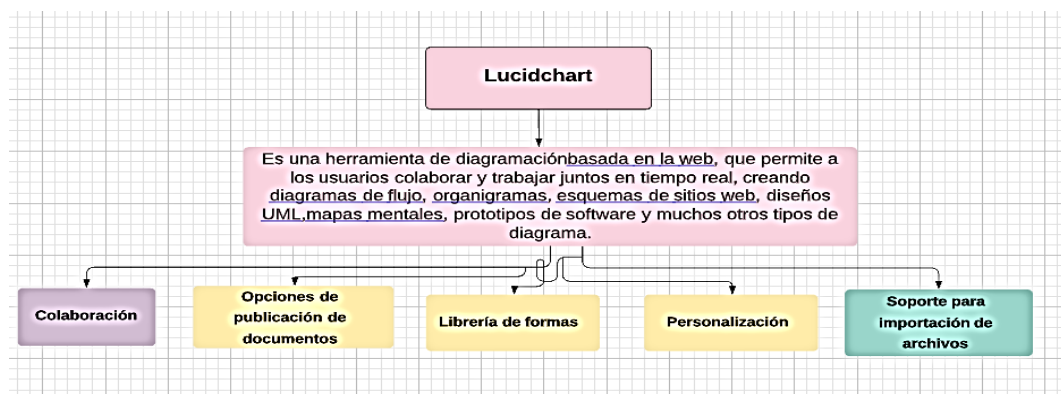 Lucidchart
Es una herramienta de diagramaciónbasada en la web, que permite a
los usuarios colaborar y trabajar juntos en tiempo real, creando
diagramas de flujo, organigramas, esquemas de sitios web, diseños
UML,mapas mentales, prototipos de software y muchos otros tipos de
diagrama.
Colaboración
Opciones de
publicación de
documentos
Librería de formas
Personalización
Soporte para
importación de
archivos